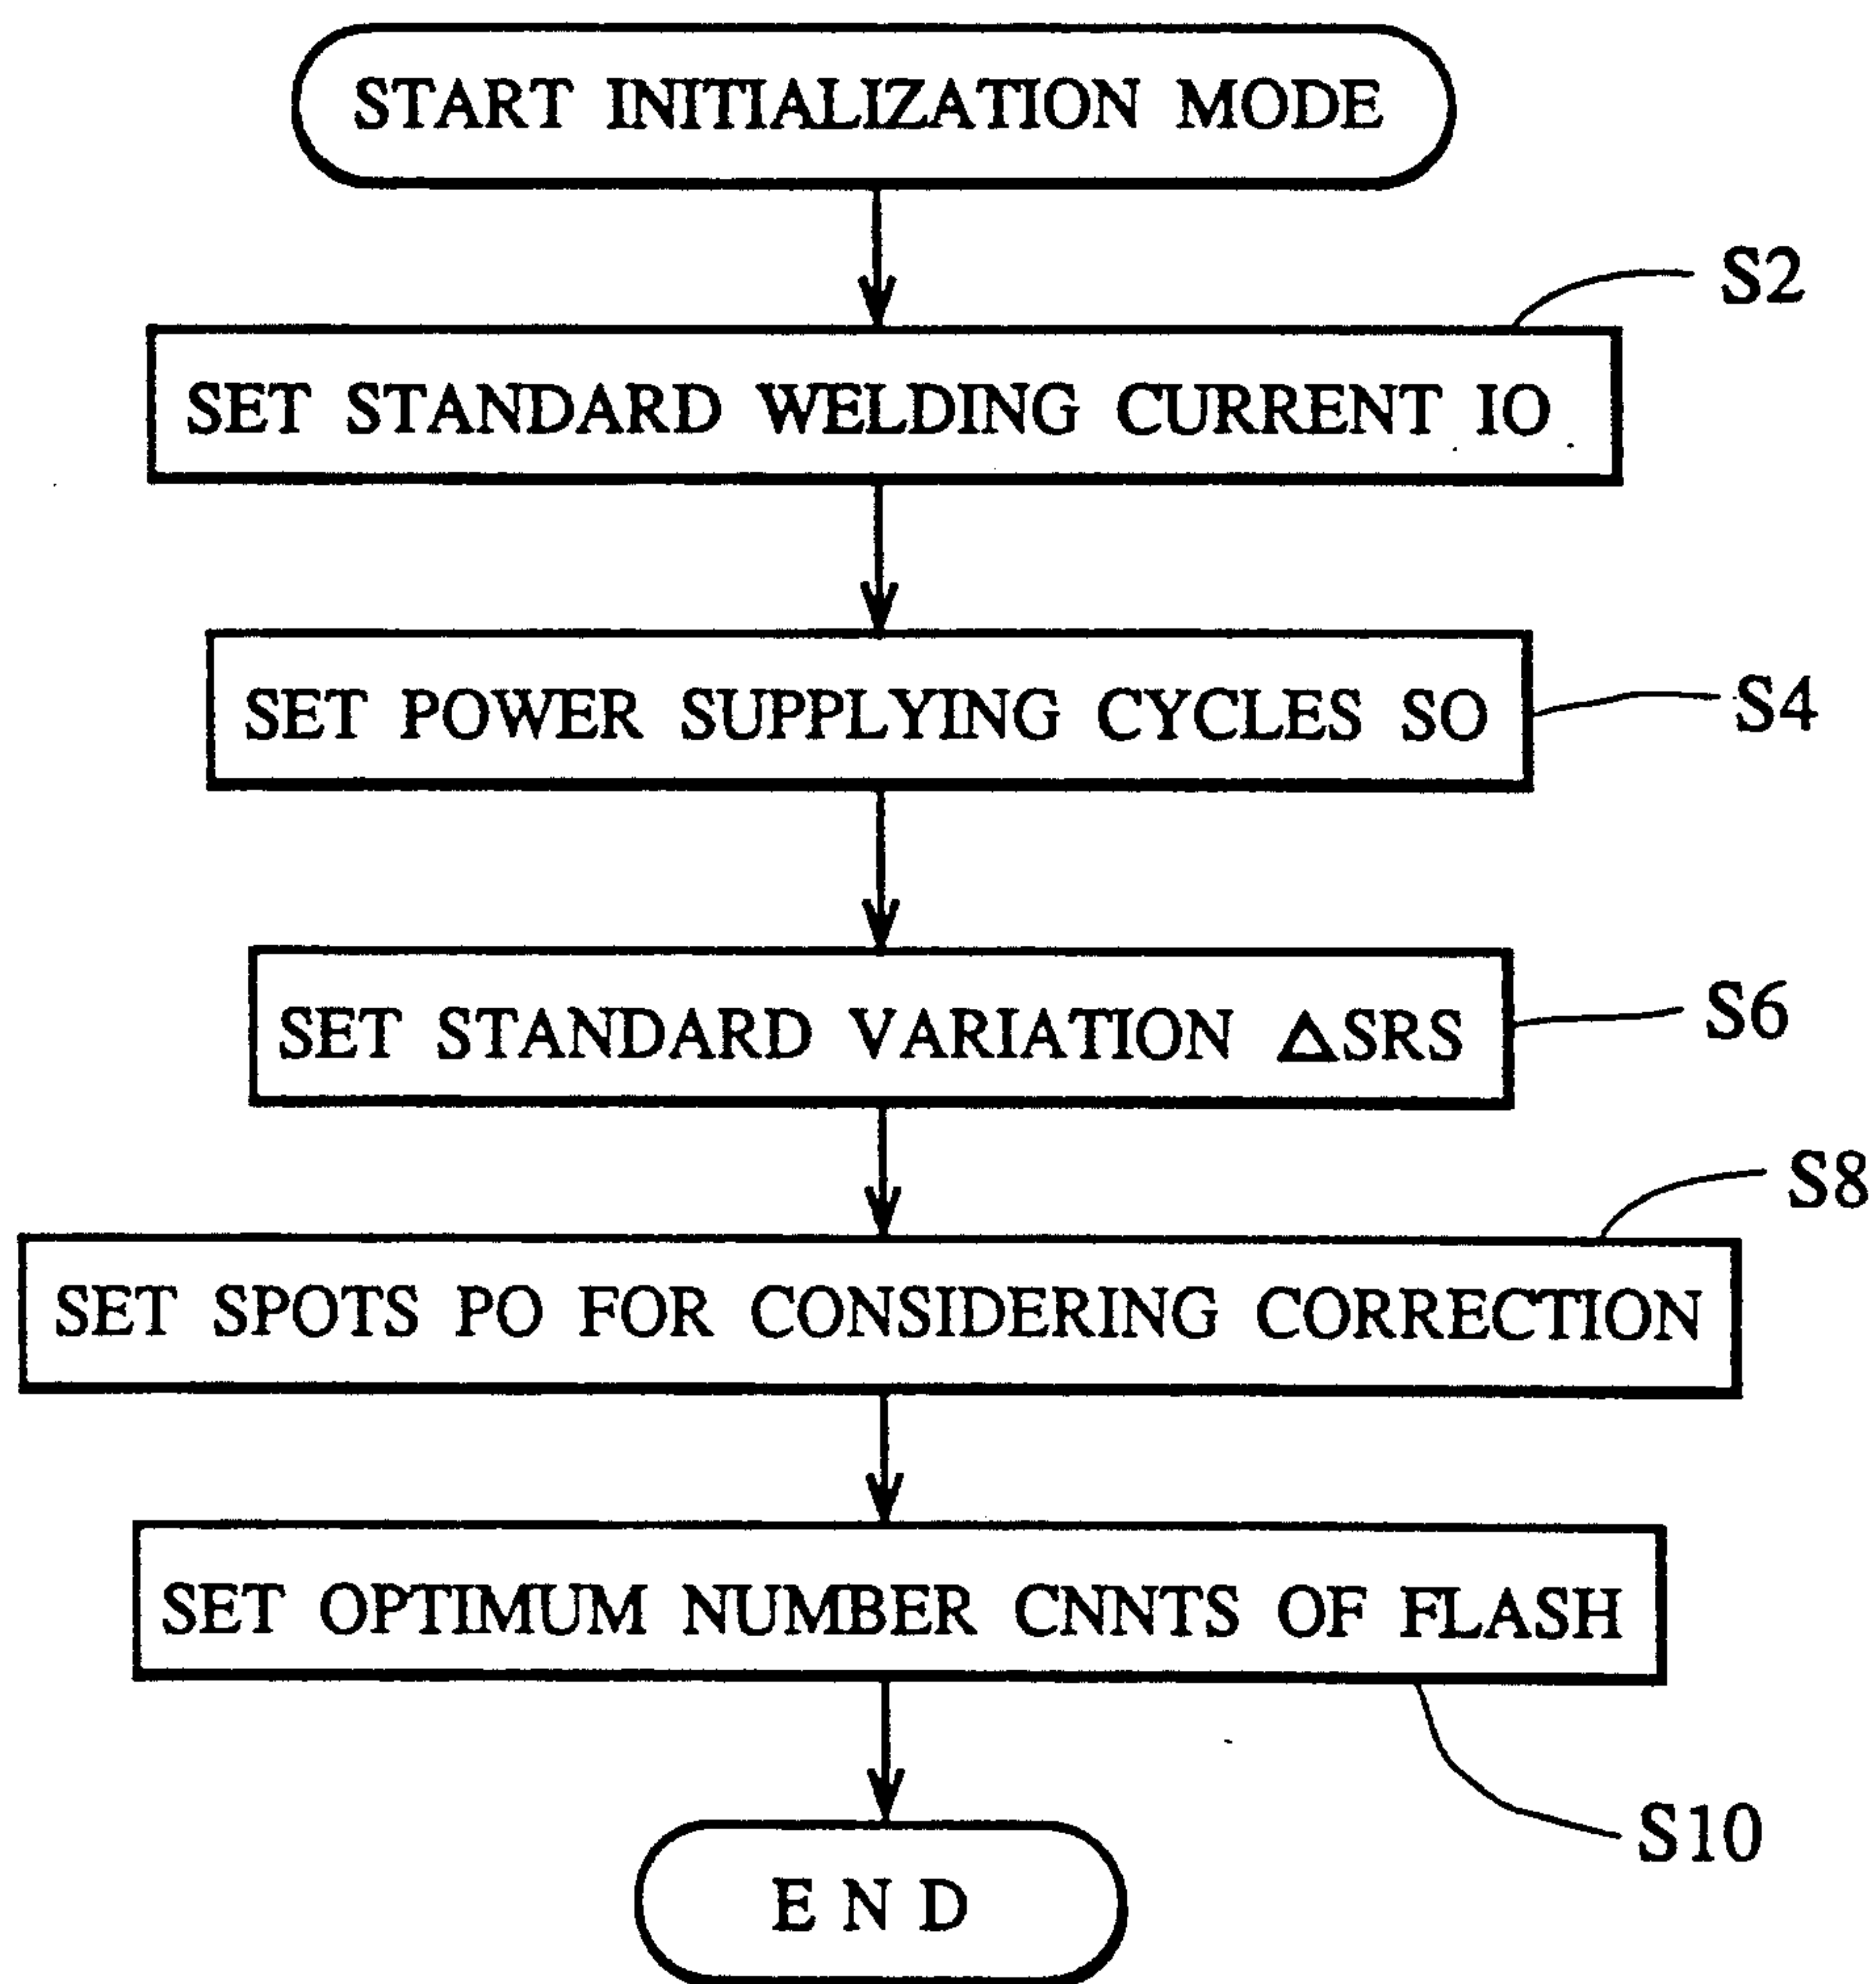 START INITIALIZATION MODE
S2
SET STANDARD WELDING CURRENT IO
SET POWER SUPPLYING CYCLES SO
S4
SET STANDARD VARIATION ΔSRS
S6
S8
SET SPOTS PO FOR CONSIDERING CORRECTION
SET OPTIMUM NUMBER CNNTS OF FLASH
S10
END